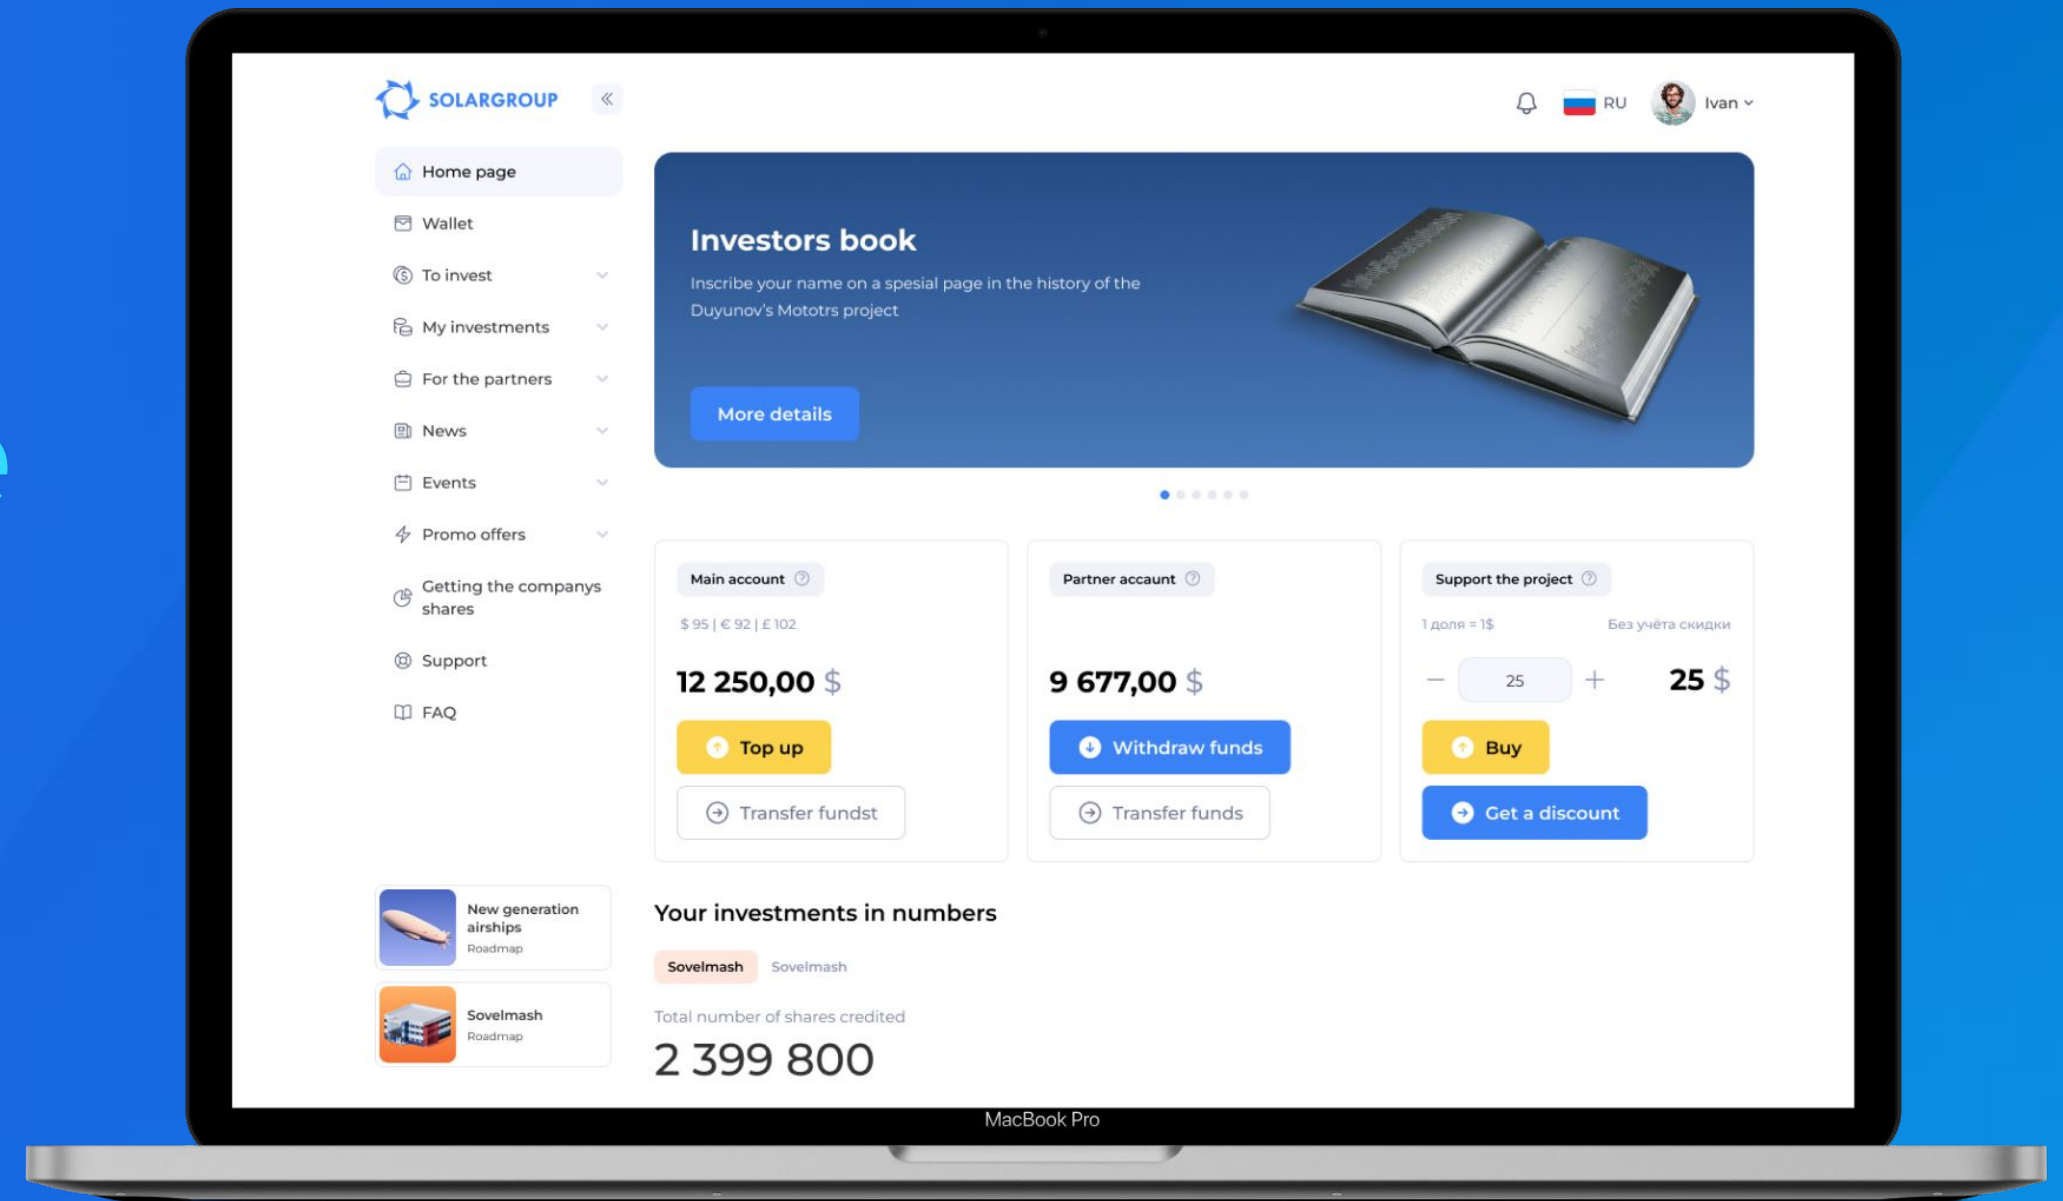 SOLARGROUP
RU
Ivan
Home page
Wallet
To invest
My investments
For the partners
News
Events
Promo offers
Getting the companys
shares
Support
FAQ
New generation
airships
Roadmap
Sovelmash
Roadmap
Investors book
Inscribe your name on a spesial page in the history of the
Duyunov's Mototrs project
More details
Main account
$ 95 | € 92 | £ 102
12 250,00 $
Top up
Transfer fundst
Partner accaunt
9 677,00 $
Withdraw funds
Transfer funds
Support the project
1 доля = 1$ Без учёта скидки
25 25 $
Buy
Get a discount
Your investments in numbers
Sovelmash Sovelmash
Total number of shares credited
2 399 800
MacBook Pro